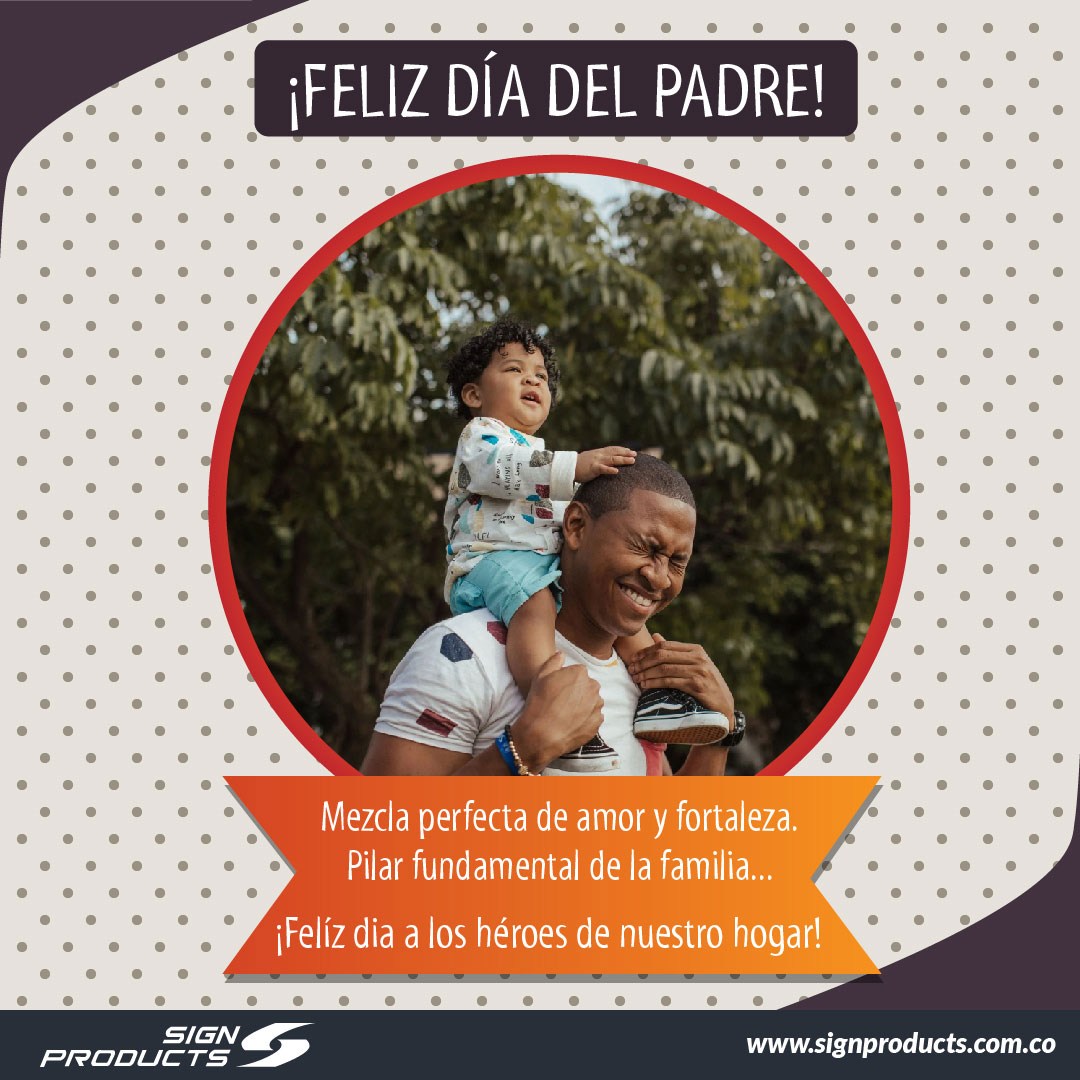 ¡FELIZ DÍA DEL PADRE!
Mezcla perfecta de amor y fortaleza.
Pilar fundamental de la familia...
¡Felíz dia a los héroes de nuestro hogar!
SIGN
PRODUCTS
www.signproducts.com.co